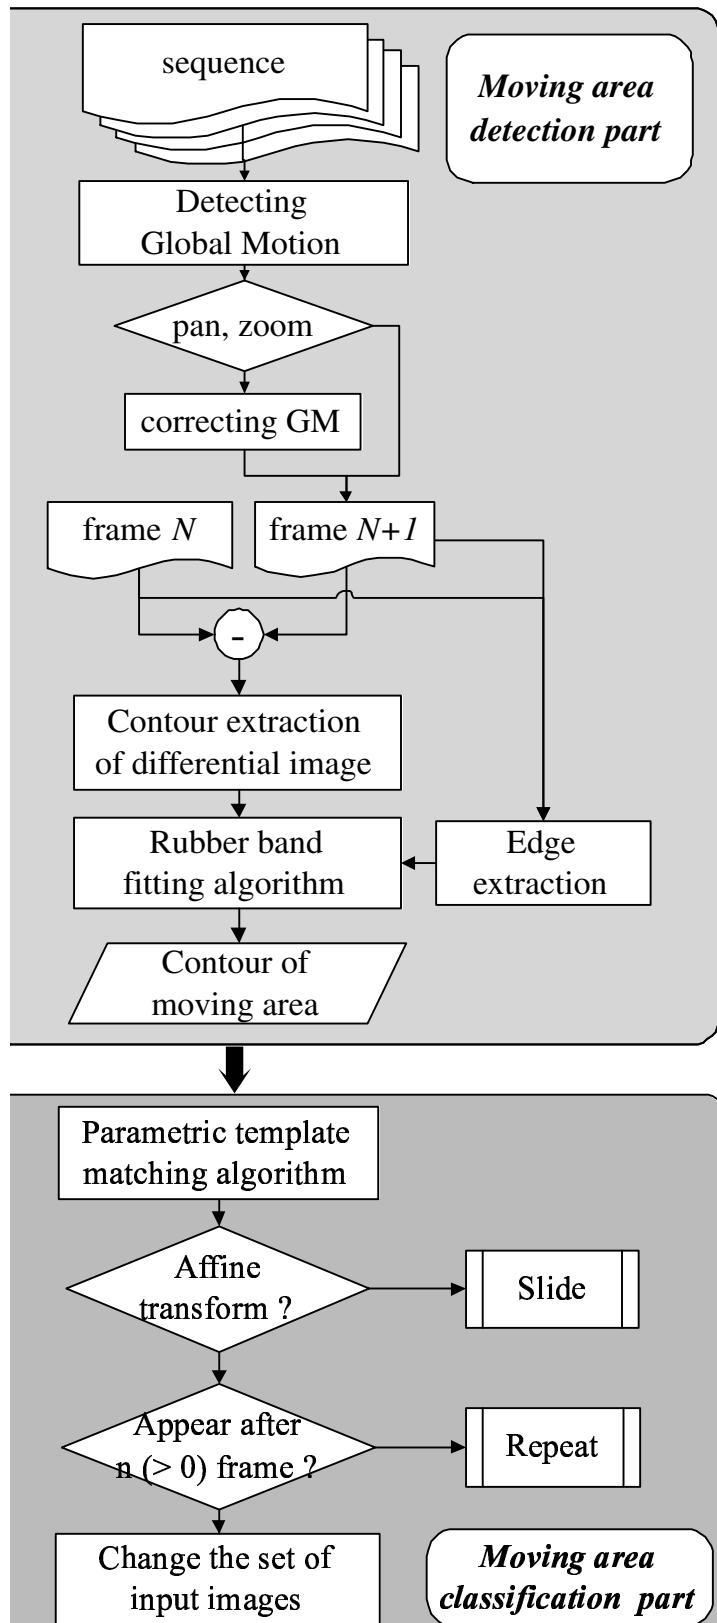 sequence
Moving area
detection part
Detecting
Global Motion
pan, zoom
correcting GM
frame N
frame N+1
-
Contour extraction
of differential image
Rubber band
fitting algorithm
Edge
extraction
Contour of
moving area
Parametric template
matching algorithm
Affine
transform ?
Slide
Appear after
n (> 0) frame ?
Repeat
Change the set of
input images
Moving area
classification part